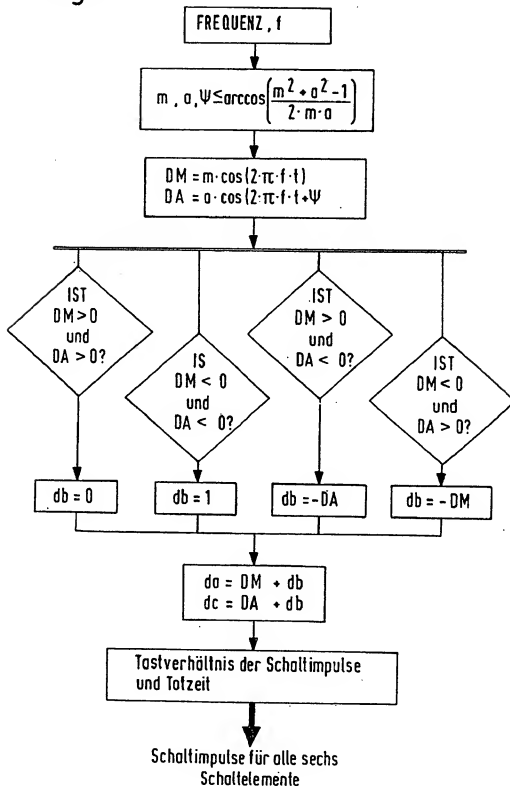 FREQUENZ, f
m , a, Ψ≤arccos(m² + a² -1 / 2· m· a)
DM = m·cos(2·π·f·t)
DA = a·cos(2·π·f·t+Ψ
IST
DM > 0
und
DA > 0?
IS
DM < 0
und
DA < 0?
IST
DM > 0
und
DA < 0?
IST
DM < 0
und
DA > 0?
db = 0
db = 1
db = -DA
db = - DM
da = DM + db
dc = DA + db
Tastverhältnis der Schaltimpulse
und Totzeit
Schaltimpulse für alle sechs
Schaltelemente